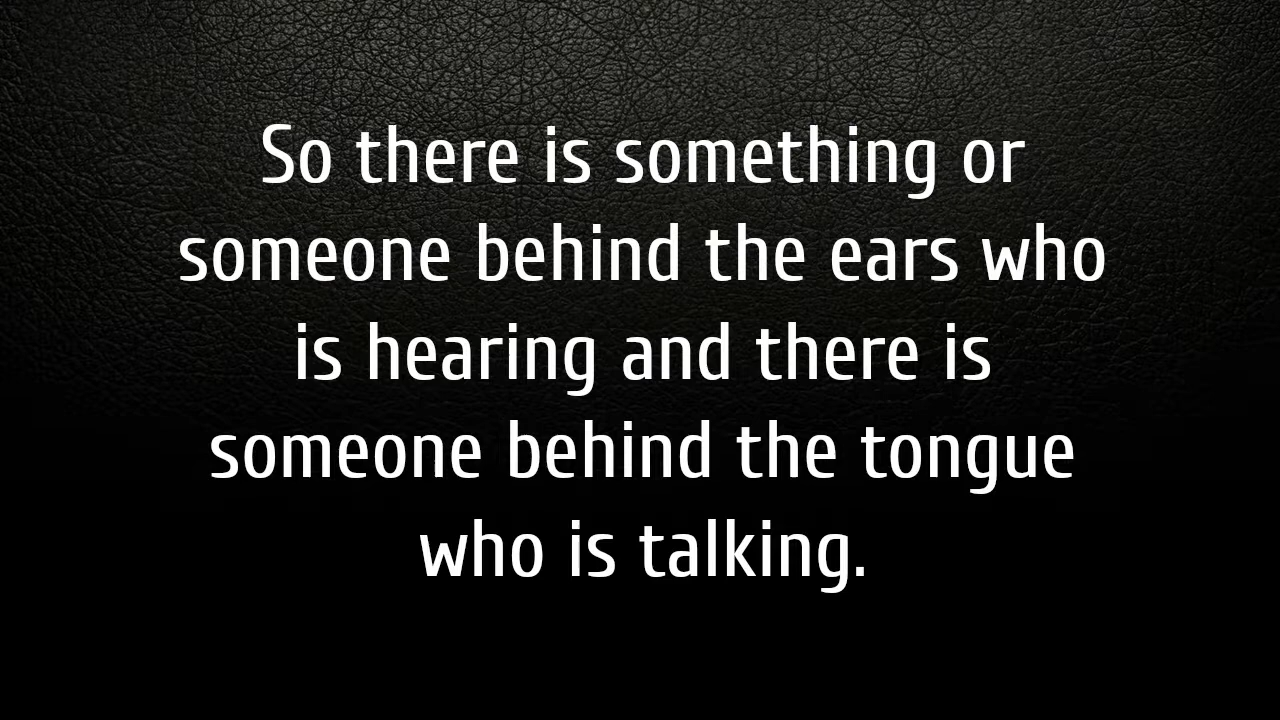 So there is something or
someone behind the ears who
is hearing and there is
someone behind the tongue
who is talking.